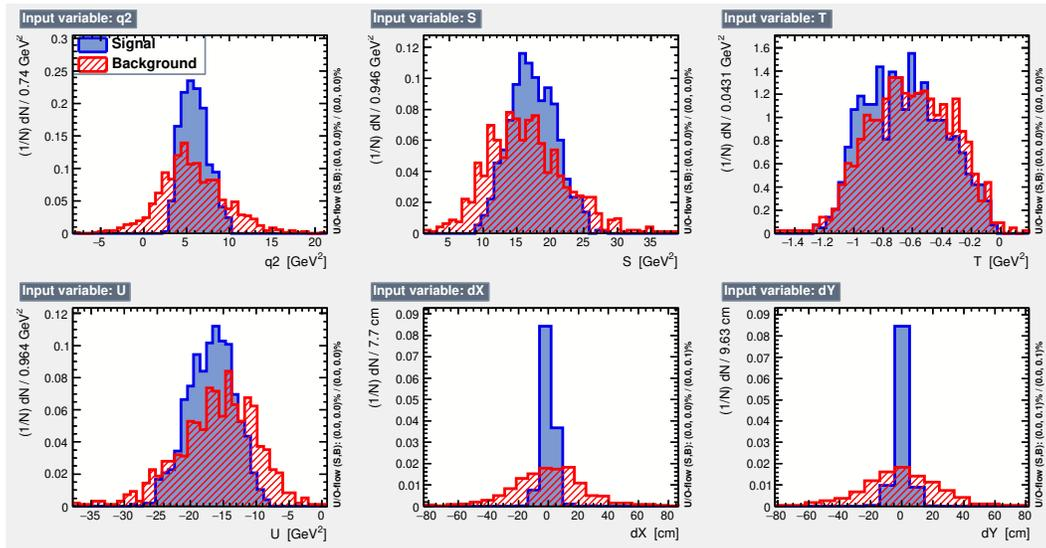 Input variable: q2
(1/N) dN / 0.74 GeV²
0.3
0.25
0.2
0.15
0.1
0.05
0
Signal
Background
−5 0 5 10 15 20
q2 [GeV²]
U/O-flow (S,B): (0.0, 0.0)% / (0.0, 0.0)%
Input variable: S
(1/N) dN / 0.946 GeV²
0.12
0.1
0.08
0.06
0.04
0.02
0
5 10 15 20 25 30 35
S [GeV²]
U/O-flow (S,B): (0.0, 0.0)% / (0.0, 0.0)%
Input variable: T
(1/N) dN / 0.0431 GeV²
1.6
1.4
1.2
1
0.8
0.6
0.4
0.2
0
−1.4 −1.2 −1 −0.8 −0.6 −0.4 −0.2 0
T [GeV²]
U/O-flow (S,B): (0.0, 0.0)% / (0.0, 0.0)%
Input variable: U
(1/N) dN / 0.964 GeV²
0.12
0.1
0.08
0.06
0.04
0.02
0
−35 −30 −25 −20 −15 −10 −5 0
U [GeV²]
U/O-flow (S,B): (0.0, 0.0)% / (0.0, 0.0)%
Input variable: dX
(1/N) dN / 7.7 cm
0.09
0.08
0.07
0.06
0.05
0.04
0.03
0.02
0.01
0
−80 −60 −40 −20 0 20 40 60 80
dX [cm]
U/O-flow (S,B): (0.0, 0.0)% / (0.0, 0.1)%
Input variable: dY
(1/N) dN / 9.63 cm
0.09
0.08
0.07
0.06
0.05
0.04
0.03
0.02
0.01
0
−80 −60 −40 −20 0 20 40 60 80
dY [cm]
U/O-flow (S,B): (0.0, 0.1)% / (0.0, 0.0)%